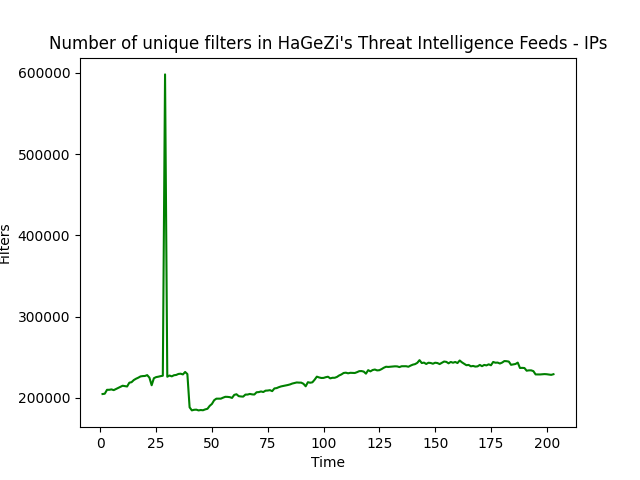 Number of unique filters in HaGeZi's Threat Intelligence Feeds - IPs
600000
500000
400000
300000
200000
Filters
0 25 50 75 100 125 150 175 200
Time